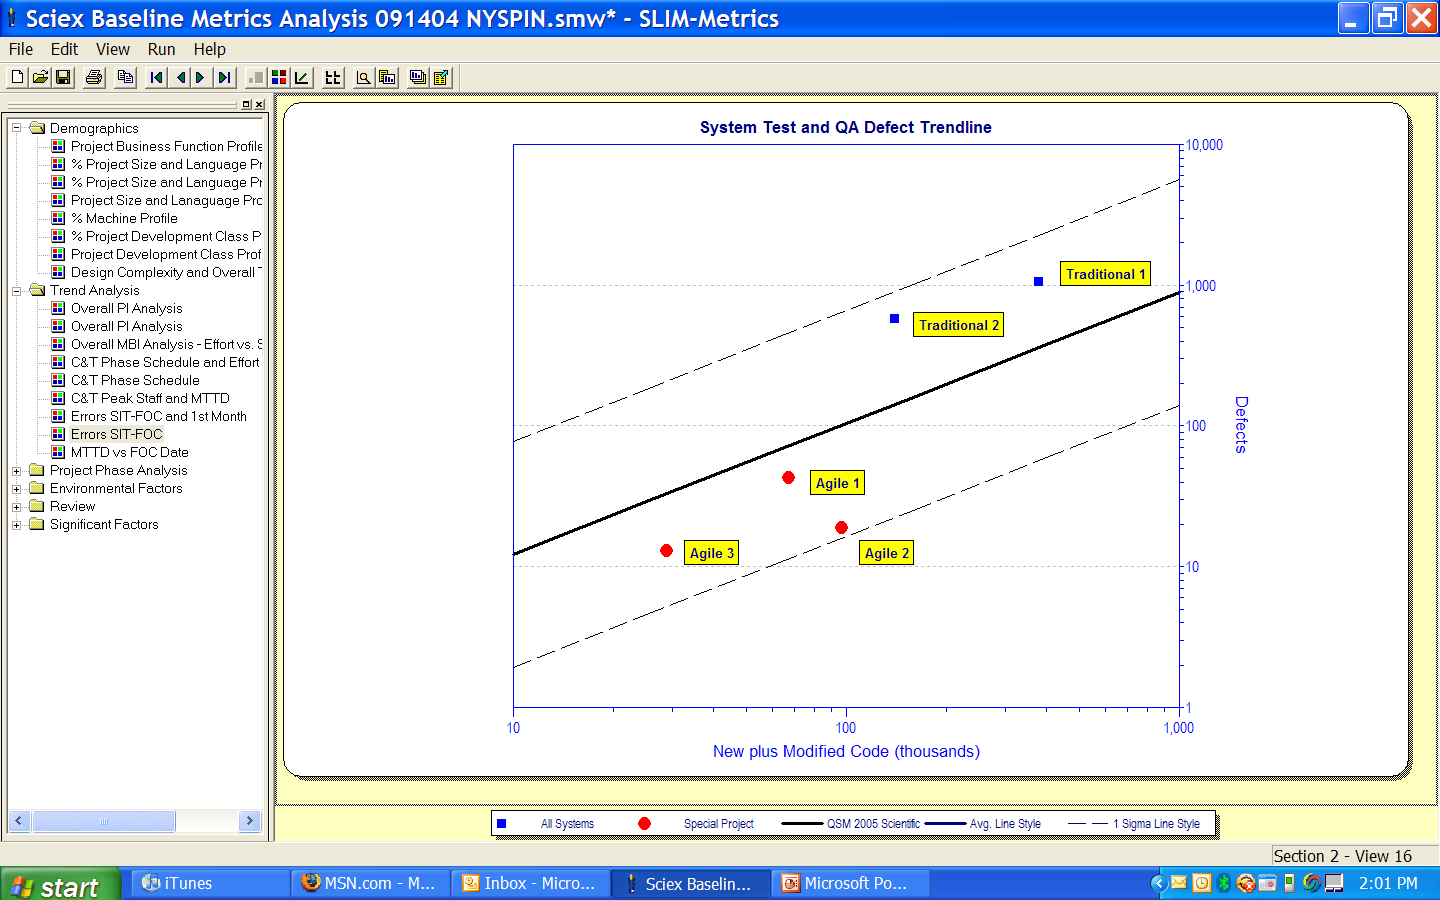 Sciex Baseline Metrics Analysis 091404 NYSPIN.smw* - SLIM-Metrics
File Edit View Run Help
Demographics
Project Business Function Profile
% Project Size and Language Pr
% Project Size and Language Pr
Project Size and Lanaguage Prc
% Machine Profile
% Project Development Class P
Project Development Class Prof
Design Complexity and Overall T
Trend Analysis
Overall PI Analysis
Overall PI Analysis
Overall MBI Analysis - Effort vs. S
C&T Phase Schedule and Effort
C&T Phase Schedule
C&T Peak Staff and MTTD
Errors SIT-FOC and 1st Month
Errors SIT-FOC
MTTD vs FOC Date
Project Phase Analysis
Environmental Factors
Review
Significant Factors
System Test and QA Defect Trendline
10,000
Traditional 1
1,000
Traditional 2
Defects
100
Agile 1
Agile 3
Agile 2
10
1
10 100 1,000
New plus Modified Code (thousands)
All Systems Special Project QSM 2005 Scientific Avg. Line Style 1 Sigma Line Style
Section 2 - View 16
start iTunes MSN.com - M... Inbox - Micro... Sciex Baselin... Microsoft Po... 2:01 PM